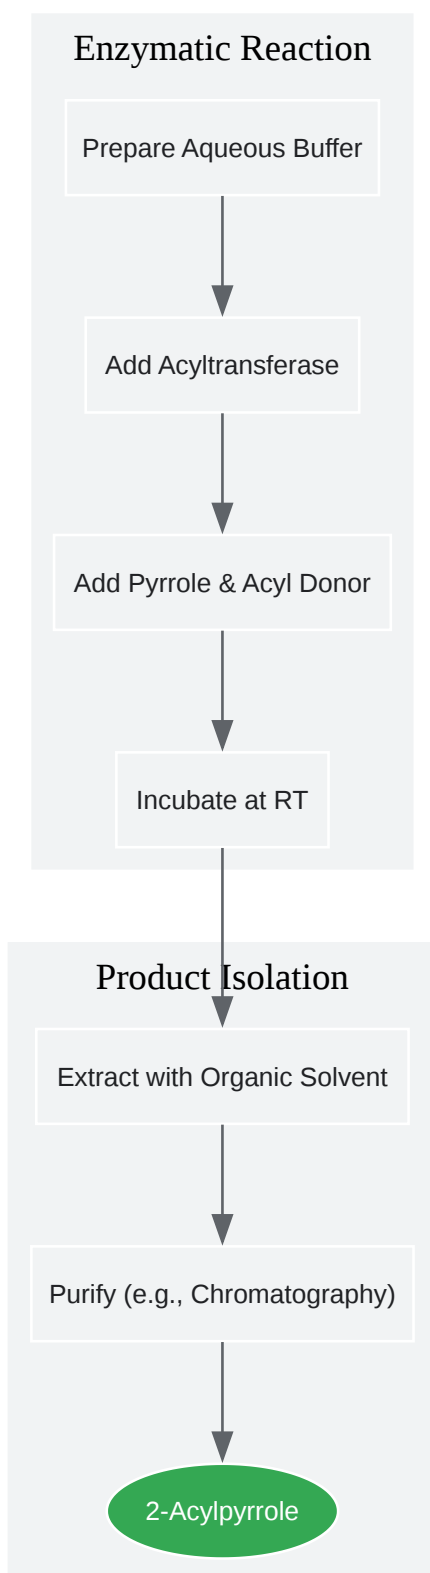 Enzymatic Reaction
Prepare Aqueous Buffer
Add Acyltransferase
Add Pyrrole & Acyl Donor
Incubate at RT
Product Isolation
Extract with Organic Solvent
Purify (e.g., Chromatography)
2-Acylpyrrole